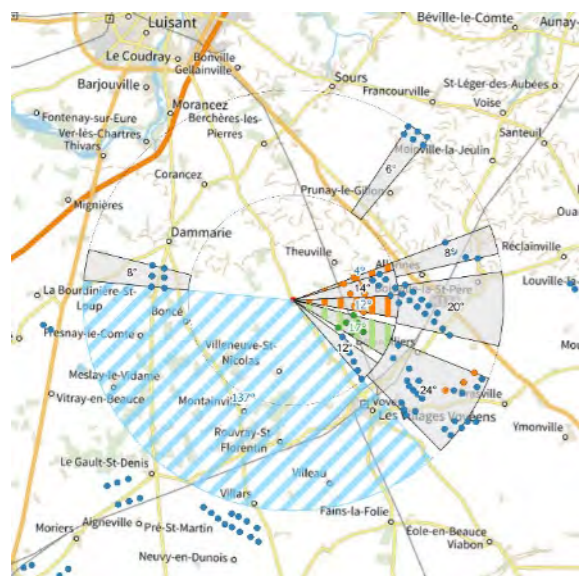 Luisant
Béville-le-Comte
Aunay-
Le Coudray
Bonville
Gellainville
Sours
Francourville
St-Léger-des-Aubées
Barjouville
Voise
Fontenay-sur-Eure
Morancez
Berchères-les-
Pierres
Ver-lès-Chartres
Thivars
Santeuil
Moinville-la-Jeulin
6°
Corancez
Prunay-le-Gillon
Mignières
Dammarie
Theuville
8°
Réclainville
4°
8°
14°
La Bourdinière-St-
Loup
Louville-la
20°
12°
Boncé
17°
Presnay-le-Comte
12°
Villeneuve-St-
Nicolas
Meslay-le-Vidame
24°
Vitray-en-Beauce
Montainville
137°
Les Villages Vovéens
Rouvray-St-
Florentin
Ymonville
Le Gault-St-Denis
Villeau
Villars
Fains-la-Folie
Aigneville
Pré-St-Martin
Moriers
Éole-en-Beauce
Viabon
Neuvy-en-Dunois